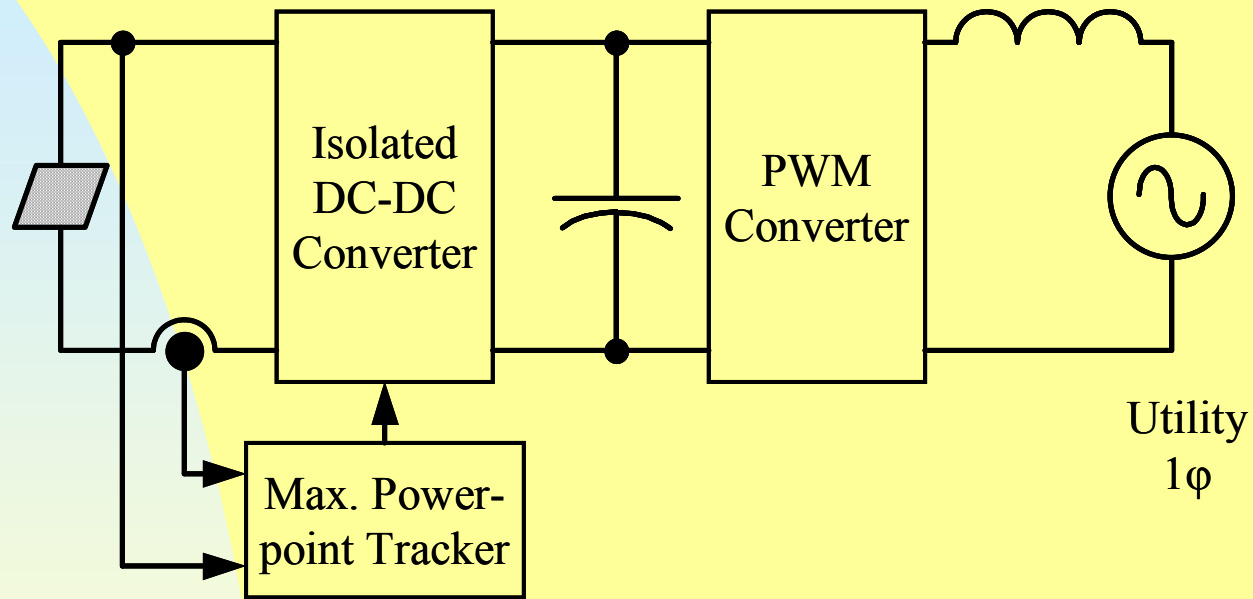 Isolated
DC-DC
Converter
PWM
Converter
Utility
1φ
Max. Power-
point Tracker